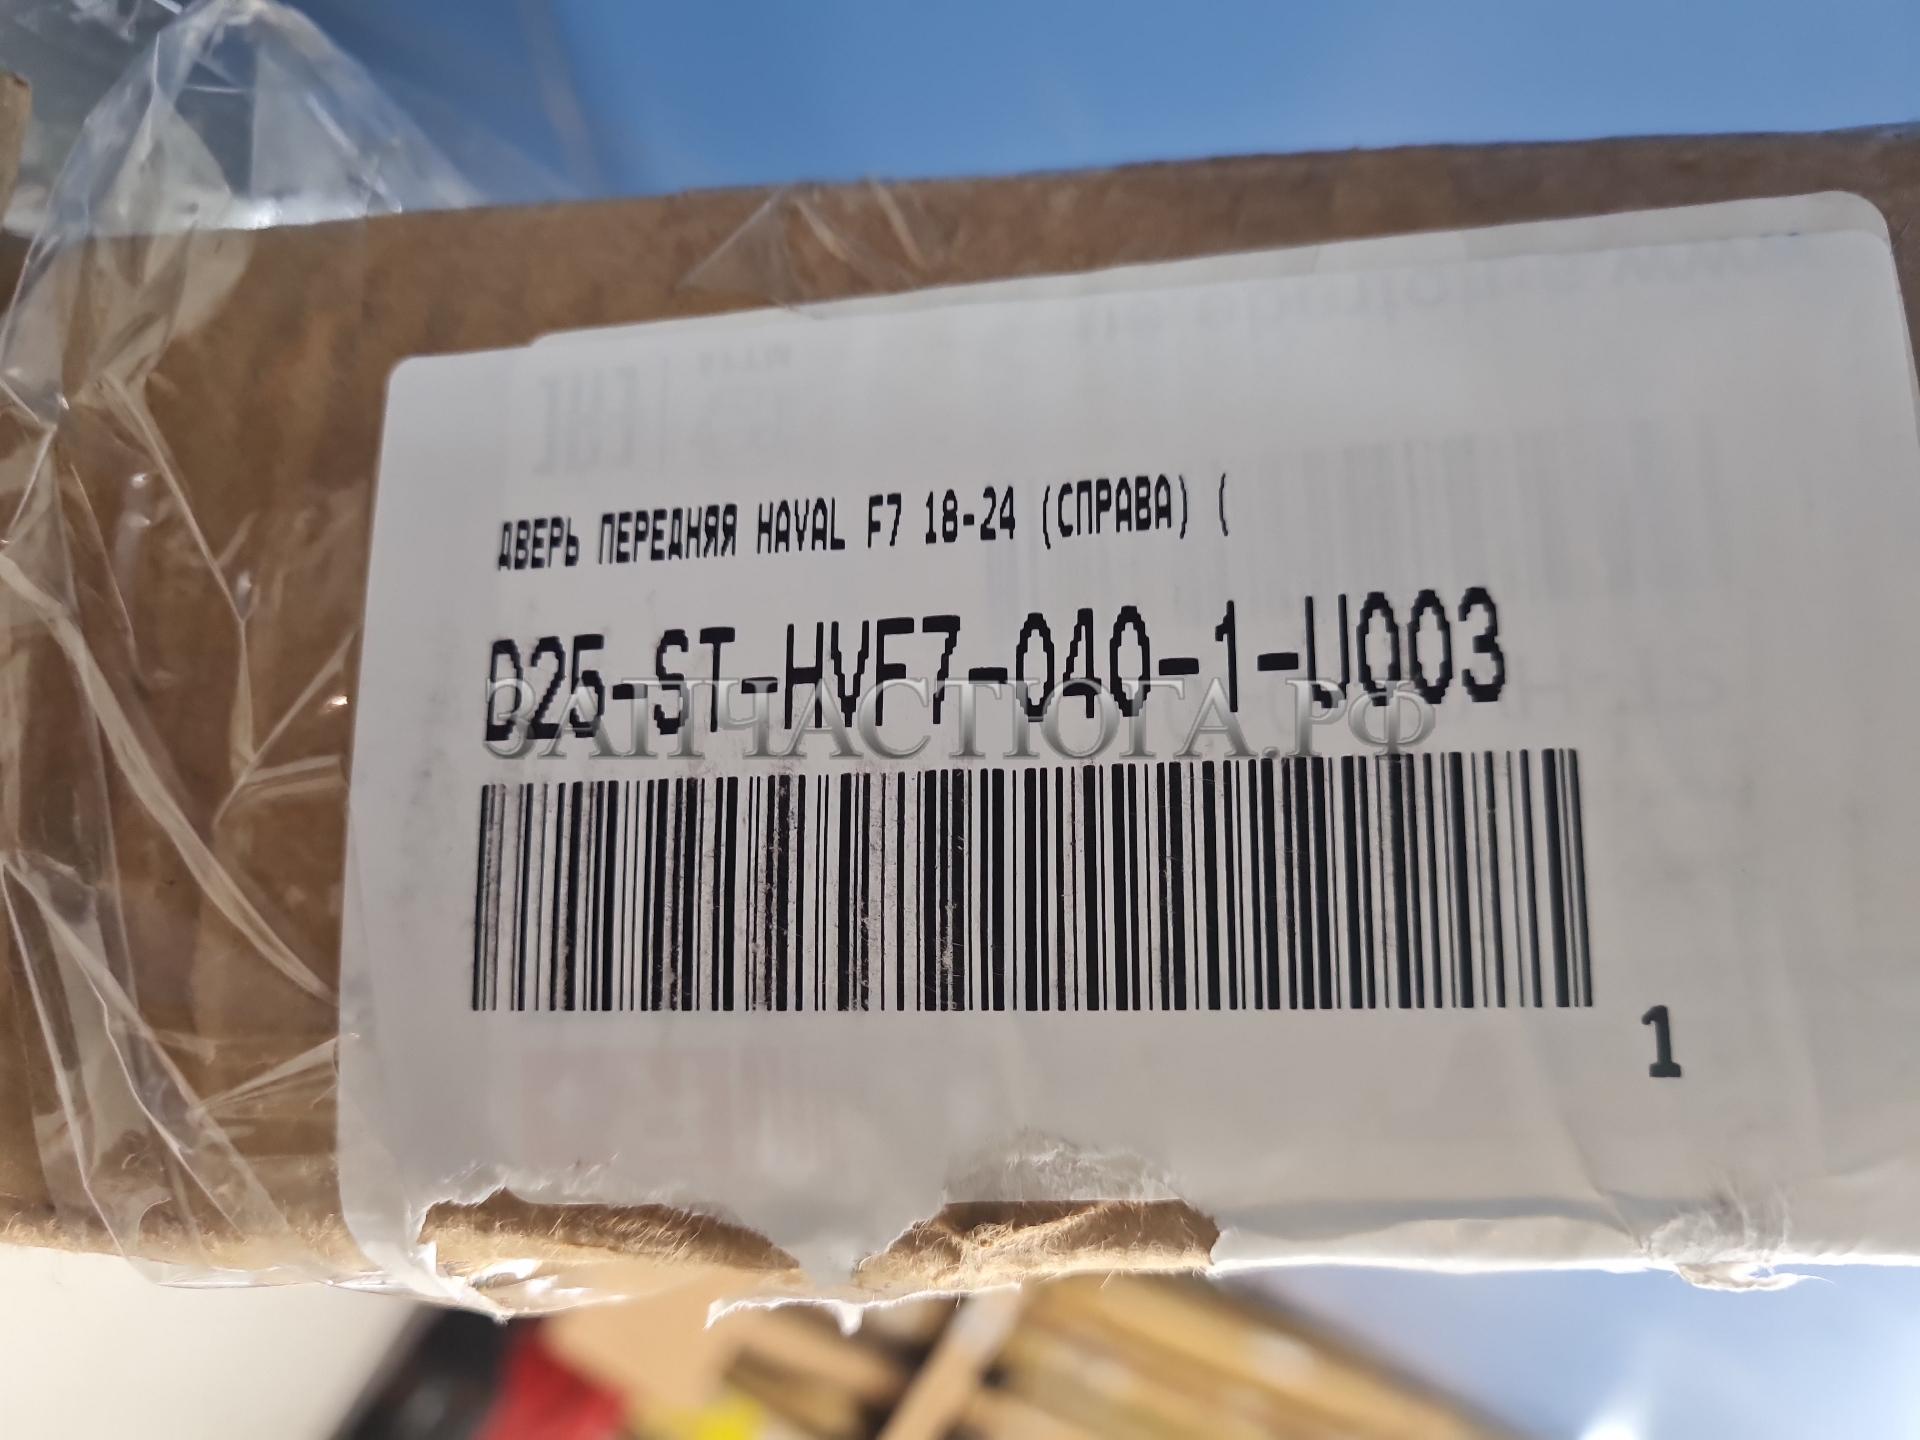 ДВЕРЬ ПЕРЕДНЯЯ HAVAL F7 18-24 (СПРАВА) (
D25-ST-HVF7-040-1-U003
ЗАПЧАСТЮГА.РФ
1